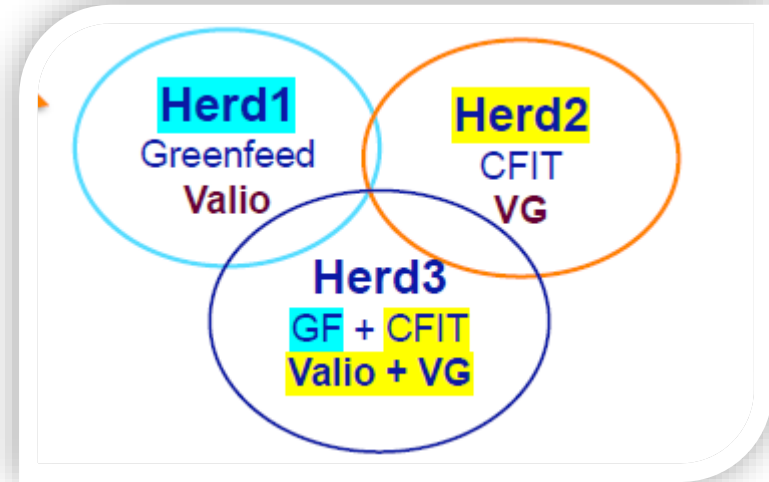 Herd1
Greenfeed
Valio
Herd2
CFIT
VG
Herd3
GF + CFIT
Valio + VG